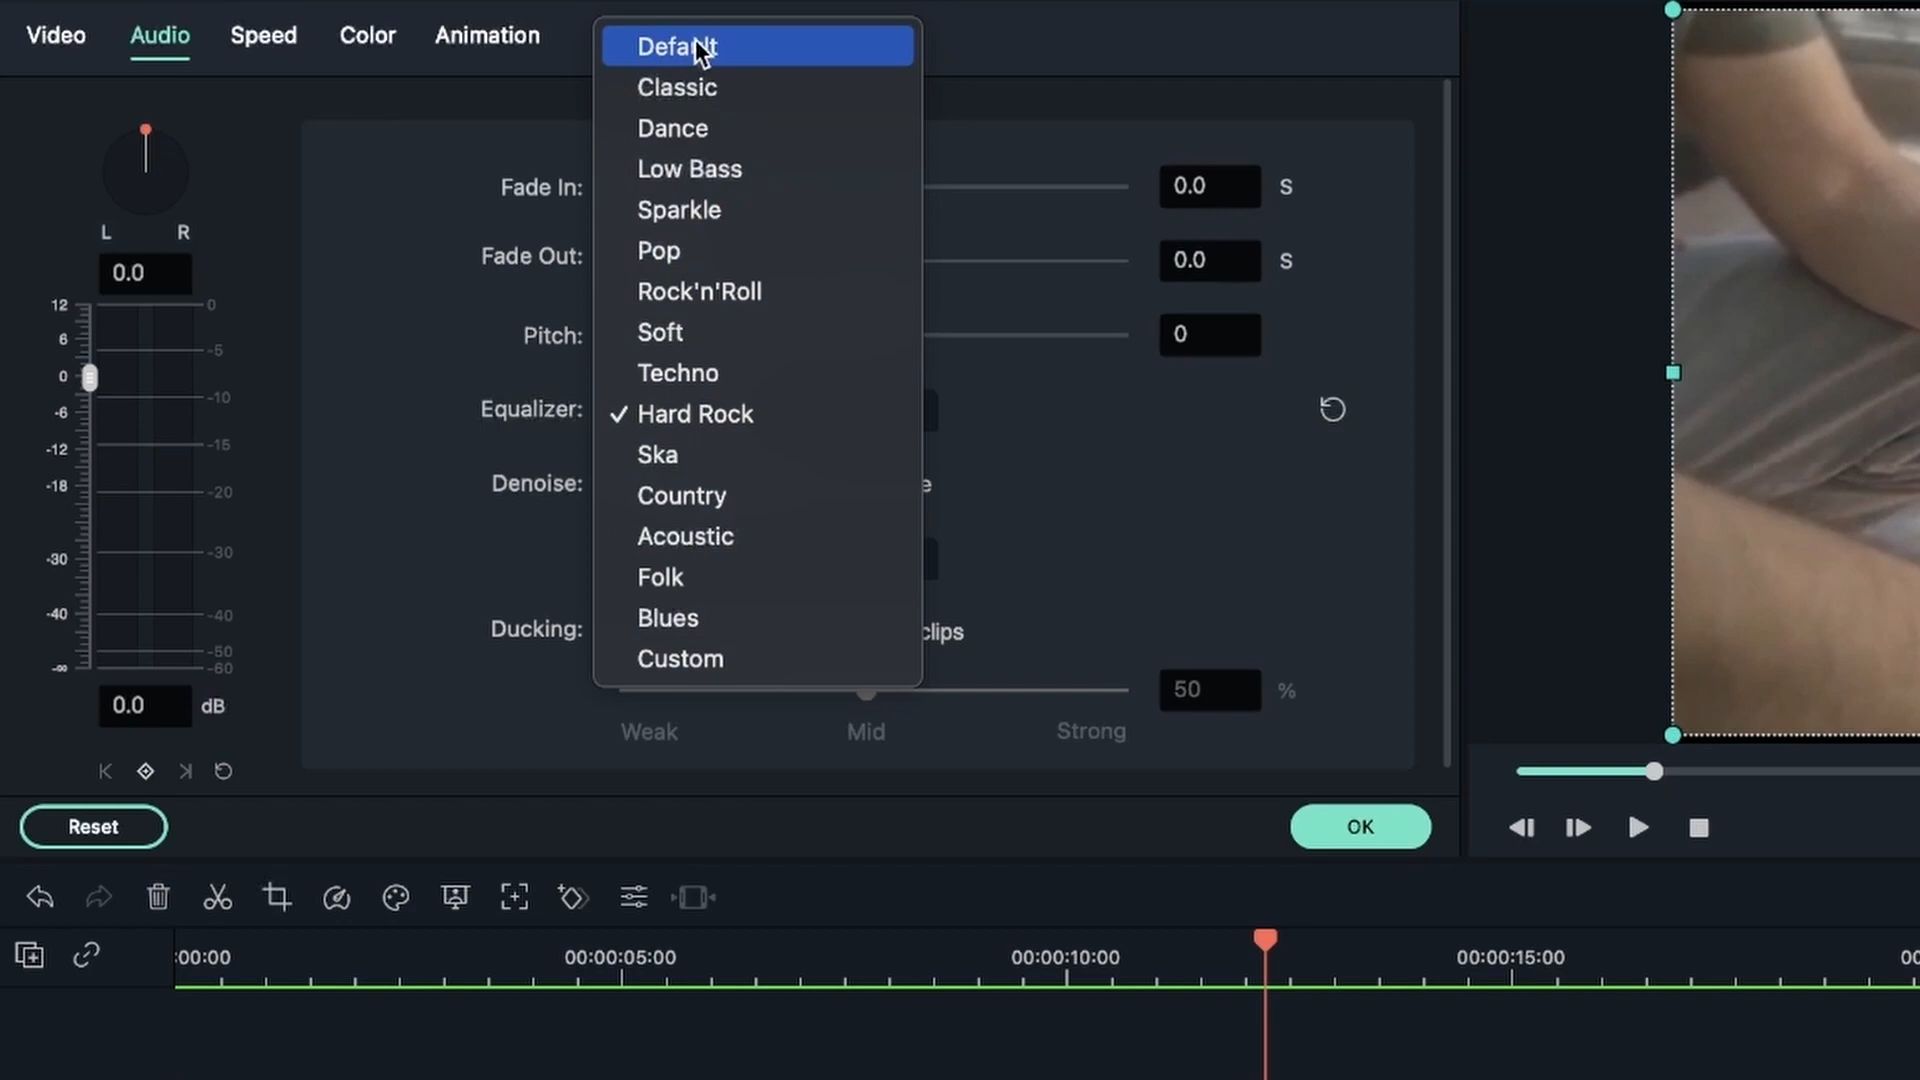 Video Audio Speed Color Animation
Default
Classic
Dance
Low Bass
Sparkle
Pop
Rock'n'Roll
Soft
Techno
✓ Hard Rock
Ska
Country
Acoustic
Folk
Blues
Custom
L R
0.0
12
6
0
-6
-12
-18
-30
-40
-∞
0
-5
-10
-15
-20
-30
-40
-50
-60
0.0 dB
Fade In: 0.0 S
Fade Out: 0.0 S
Pitch: 0
Equalizer:
Denoise: e
Ducking: clips
50 %
Weak Mid Strong
Reset OK
:00:00 00:00:05:00 00:00:10:00 00:00:15:00 00